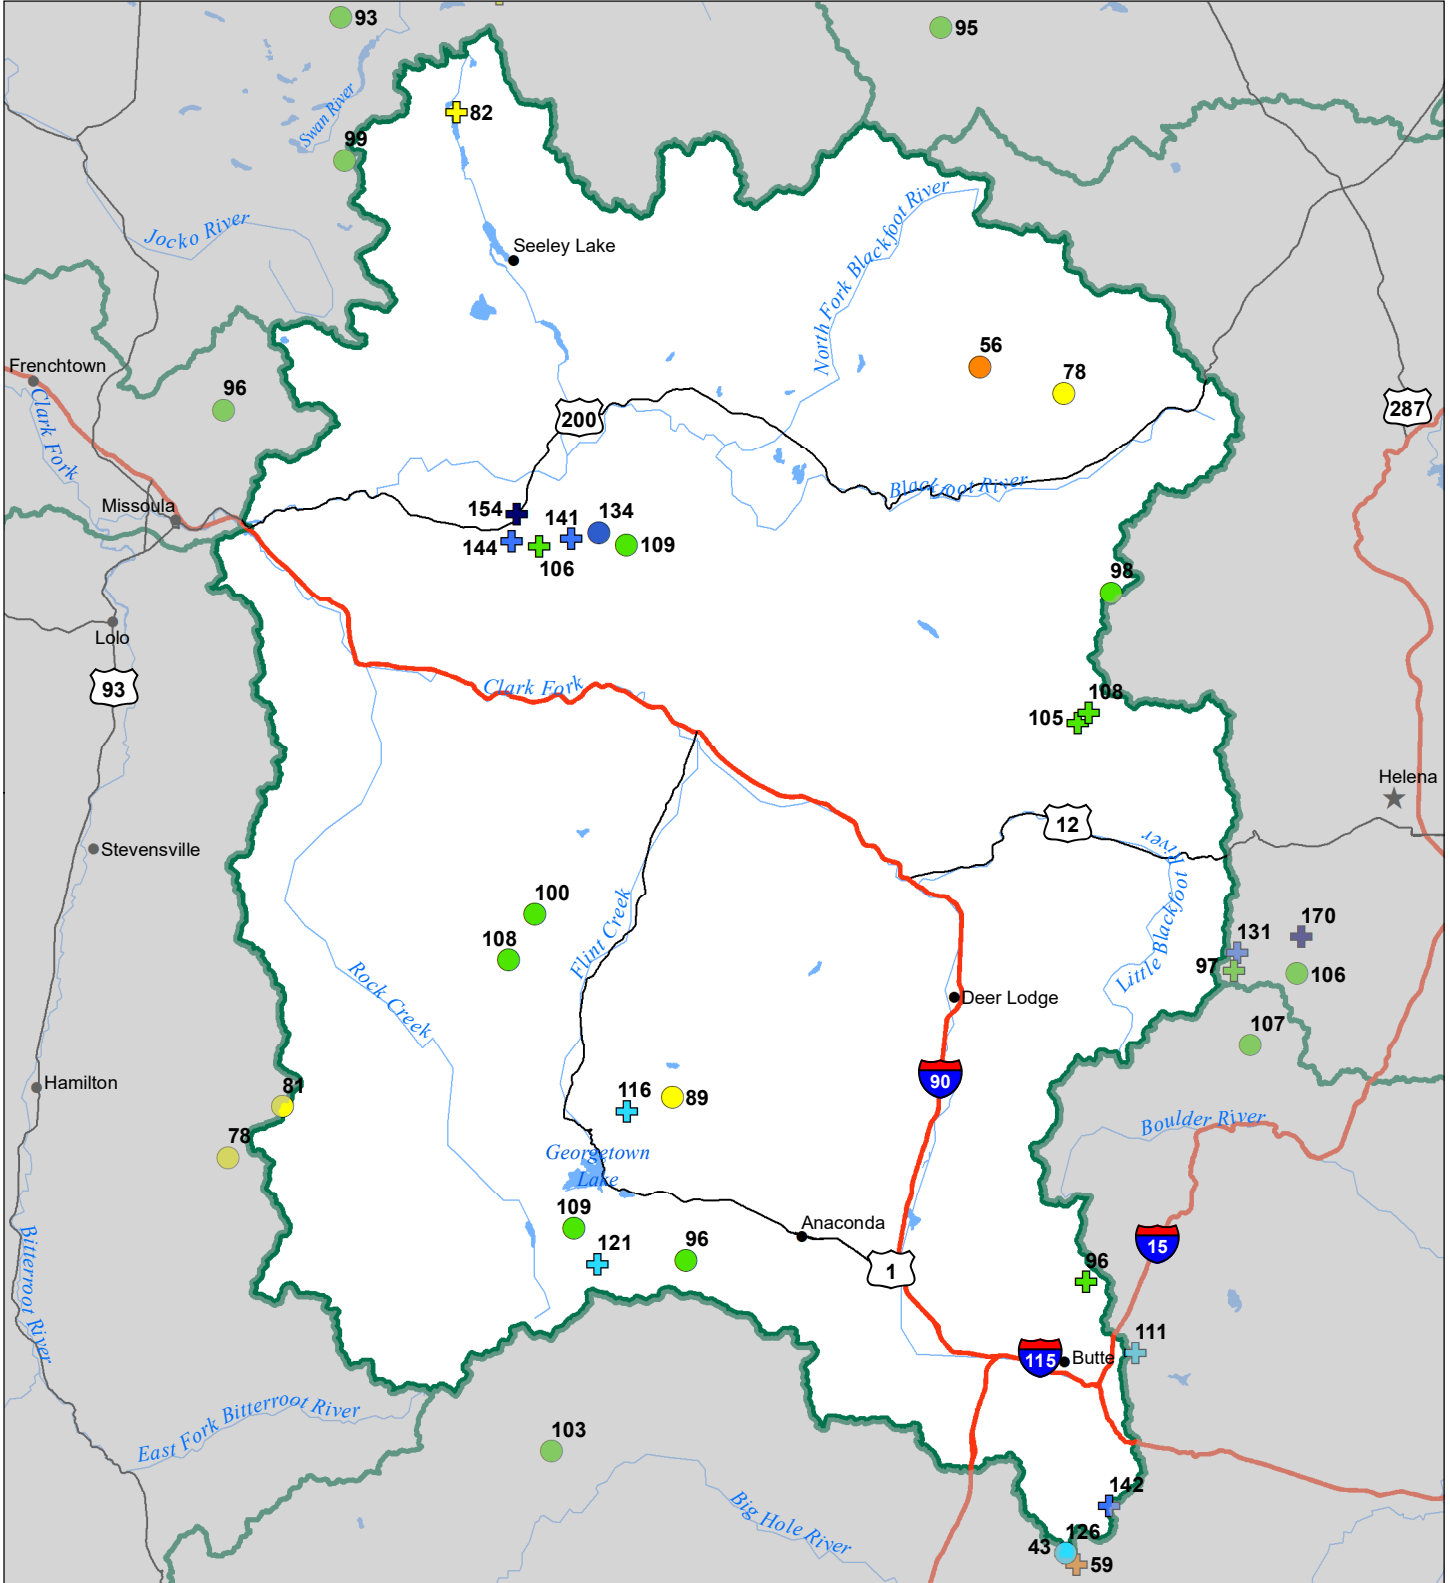 93
95
82
99
Swan River
Jocko River
Seeley Lake
North Fork Blackfoot River
56
78
Frenchtown
96
Clark Fork
200
287
Blackfoot River
Missoula
154
144
106
141
134
109
98
Lolo
93
Clark Fork
108
105
Helena
12
Little Blackfoot
River
Stevensville
100
108
Flint Creek
Rock Creek
131
97
170
106
107
Deer Lodge
90
Hamilton
81
78
116
89
Georgetown
Lake
Boulder River
109
121
96
Anaconda
1
15
96
111
115
Butte
Bitterroot River
East Fork Bitterroot River
103
Big Hole River
142
126
43
59